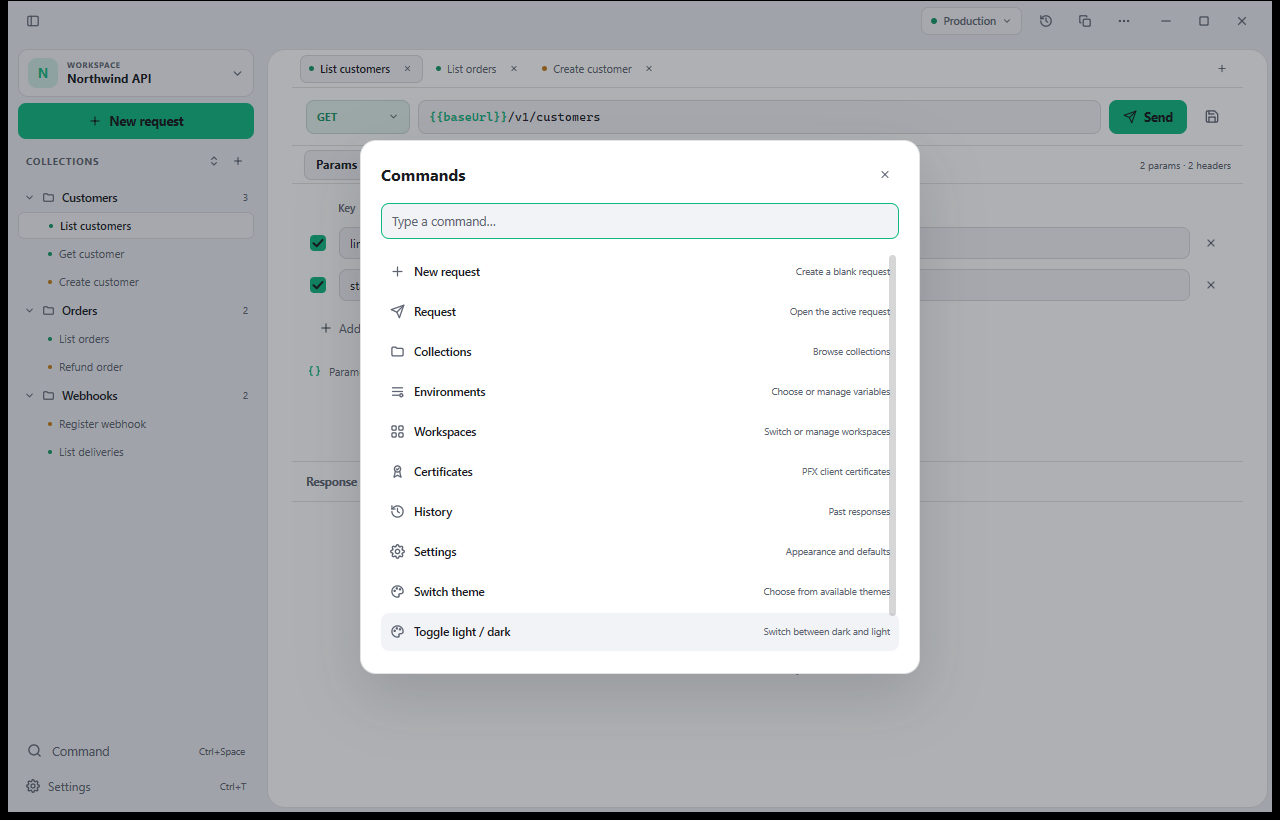 Production
N
WORKSPACE
Northwind API
List customers
List orders
Create customer
New request
GET
{{baseUrl}}/v1/customers
Send
COLLECTIONS
Params
2 params · 2 headers
Customers 3
List customers
Get customer
Create customer
Orders 2
List orders
Refund order
Webhooks 2
Register webhook
List deliveries
Key
Add
Response
Commands
Type a command...
New request Create a blank request
Request Open the active request
Collections Browse collections
Environments Choose or manage variables
Workspaces Switch or manage workspaces
Certificates PFX client certificates
History Past responses
Settings Appearance and defaults
Switch theme Choose from available themes
Toggle light / dark Switch between dark and light
Command Ctrl+Space
Settings Ctrl+T